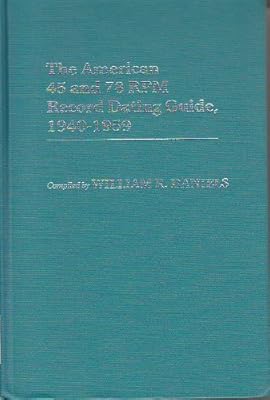 The American
45 and 78 RPM
Record Dating Guide,
1940-1959
Compiled by WILLIAM R. DANIELS